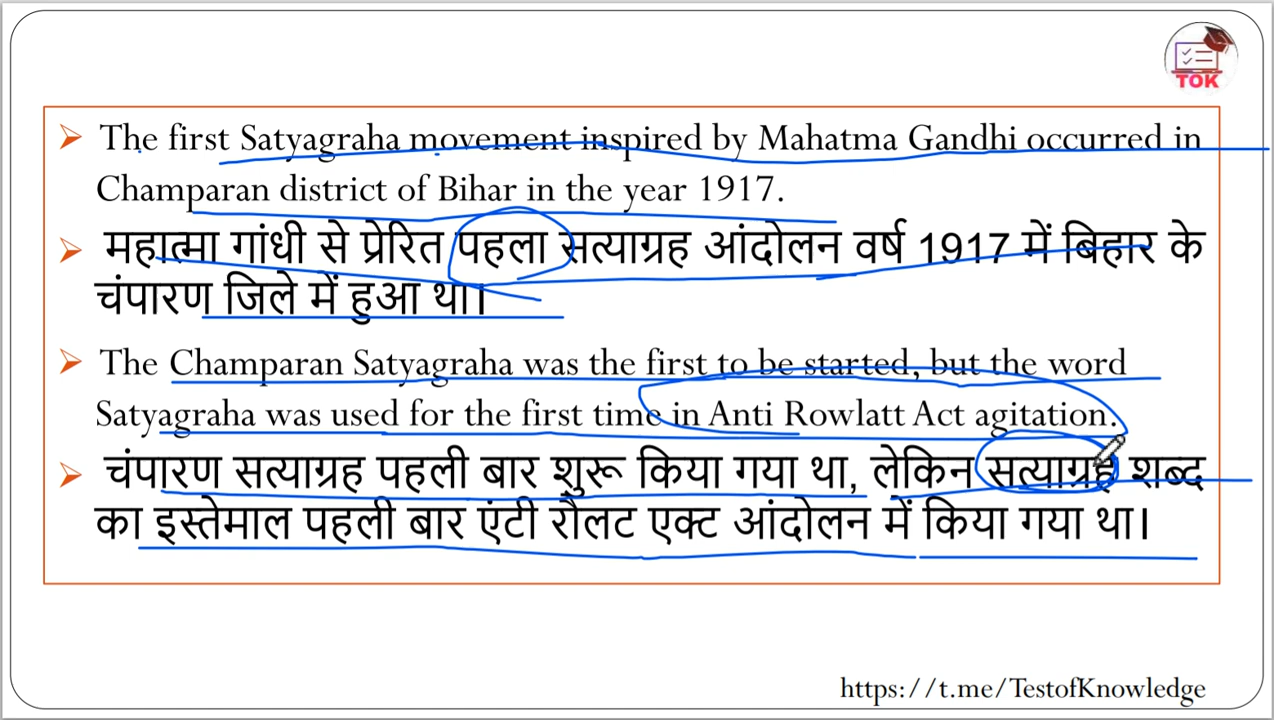 TOK
The first Satyagraha movement inspired by Mahatma Gandhi occurred in
Champaran district of Bihar in the year 1917.
महात्मा गांधी से प्रेरित पहला सत्याग्रह आंदोलन वर्ष 1917 में बिहार के
चंपारण जिले में हुआ था।
The Champaran Satyagraha was the first to be started, but the word
Satyagraha was used for the first time in Anti Rowlatt Act agitation.
चंपारण सत्याग्रह पहली बार शुरू किया गया था, लेकिन सत्याग्रह शब्द
का इस्तेमाल पहली बार एंटी रौलट एक्ट आंदोलन में किया गया था।
https://t.me/TestofKnowledge